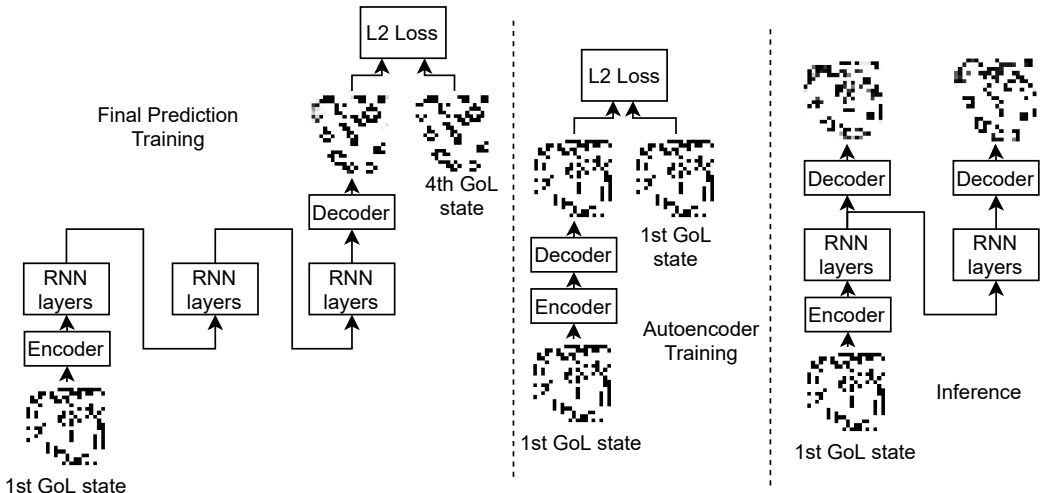 L2 Loss
Final Prediction
Training
4th GoL
state
Decoder
RNN
layers
RNN
layers
RNN
layers
Encoder
1st GoL state
L2 Loss
1st GoL
state
Decoder
Encoder
Autoencoder
Training
1st GoL state
Decoder
Decoder
RNN
layers
RNN
layers
Encoder
Inference
1st GoL state